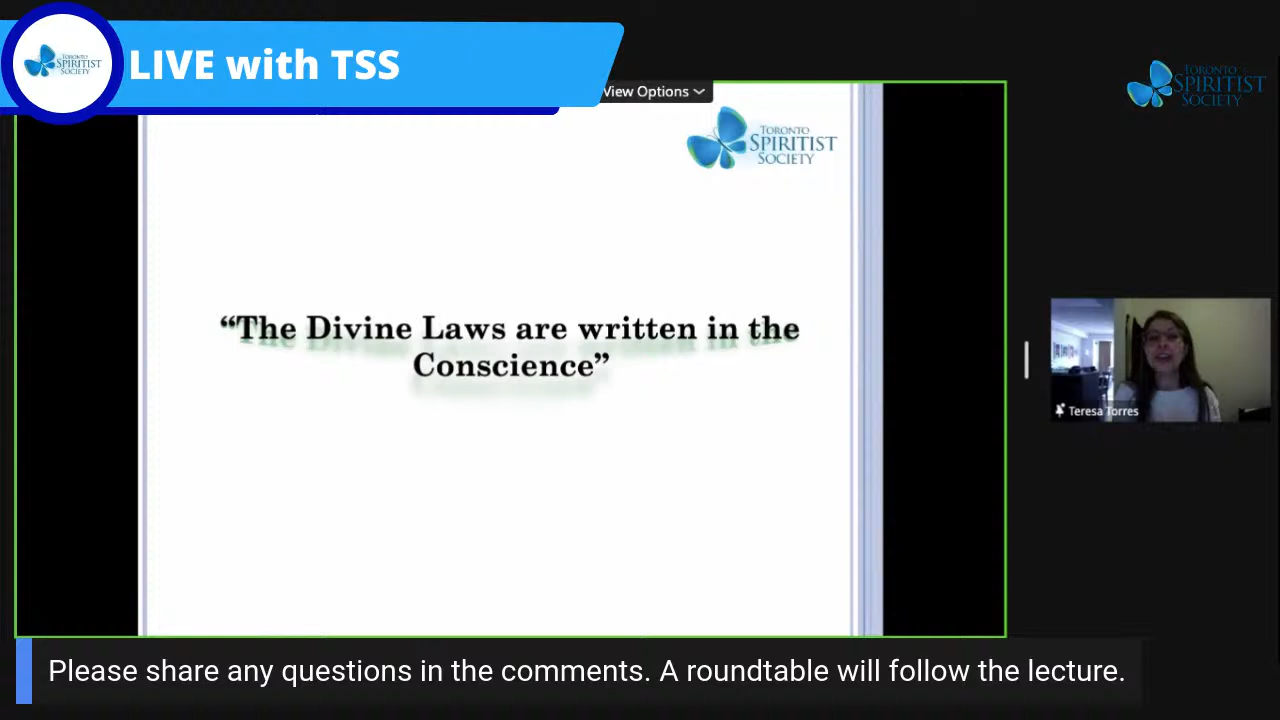 TORONTO
SPIRITIST
SOCIETY
LIVE with TSS
View Options
TORONTO
SPIRITIST
SOCIETY
TORONTO
SPIRITIST
SOCIETY
“The Divine Laws are written in the
Conscience”
Teresa Torres
Please share any questions in the comments. A roundtable will follow the lecture.